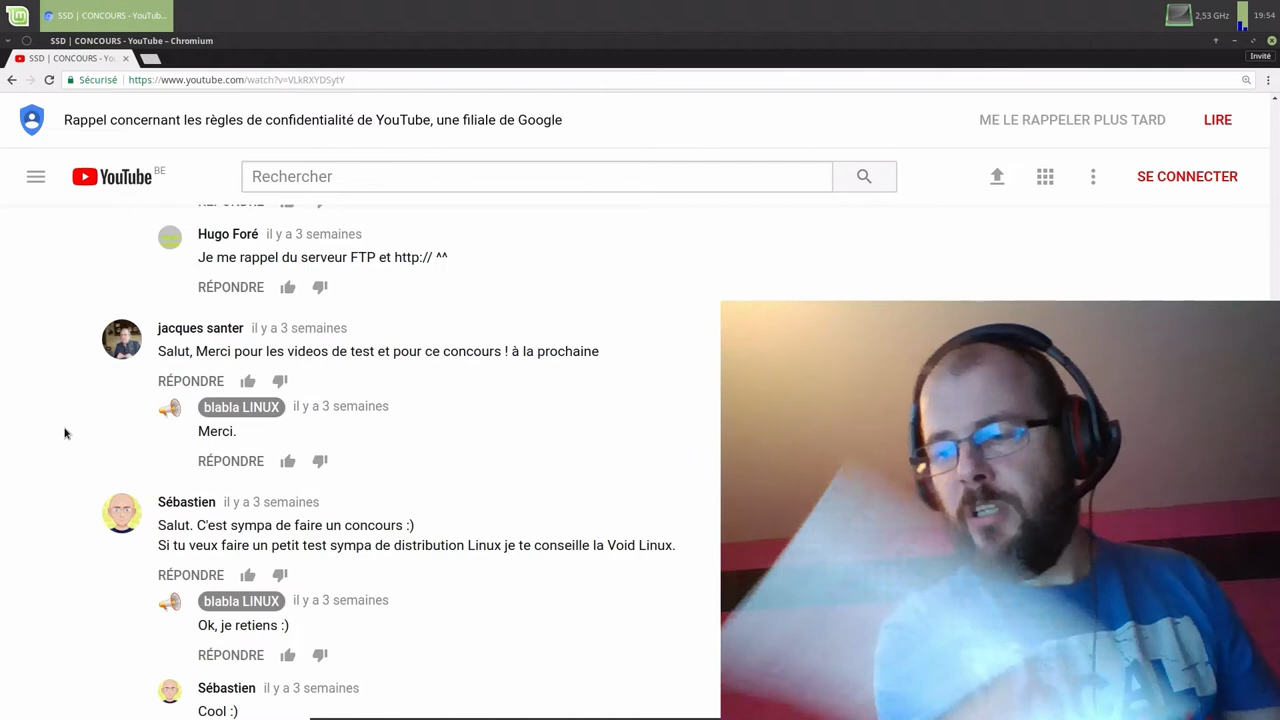 SSD | CONCOURS - YouTub...
2,53 GHz
19:54
SSD | CONCOURS - YouTube – Chromium
SSD | CONCOURS - Yo
Invité
Sécurisé
https://www.youtube.com/watch?v=VLkRXYDSytY
Rappel concernant les règles de confidentialité de YouTube, une filiale de Google
ME LE RAPPELER PLUS TARD
LIRE
YouTube BE
Rechercher
SE CONNECTER
RÉPONDRE
Hugo Foré il y a 3 semaines
Je me rappel du serveur FTP et http:// ^^
RÉPONDRE
jacques santer il y a 3 semaines
Salut, Merci pour les videos de test et pour ce concours ! à la prochaine
RÉPONDRE
blabla LINUX il y a 3 semaines
Merci.
RÉPONDRE
Sébastien il y a 3 semaines
Salut. C'est sympa de faire un concours :)
Si tu veux faire un petit test sympa de distribution Linux je te conseille la Void Linux.
RÉPONDRE
blabla LINUX il y a 3 semaines
Ok, je retiens :)
RÉPONDRE
Sébastien il y a 3 semaines
Cool :)